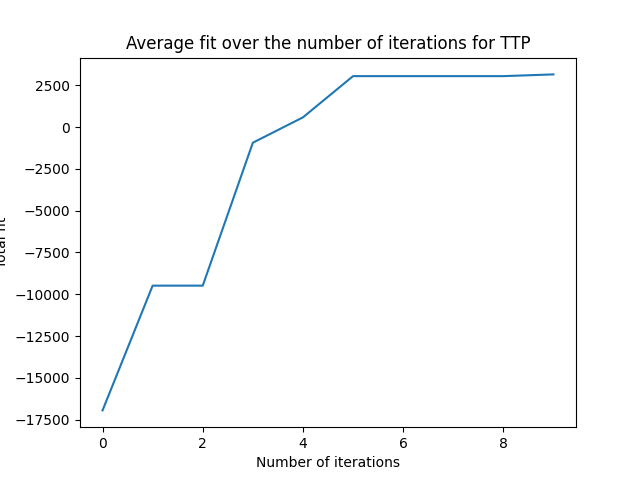 Average fit over the number of iterations for TTP
2500
0
−2500
−5000
−7500
−10000
−12500
−15000
−17500
Total fit
0 2 4 6 8
Number of iterations